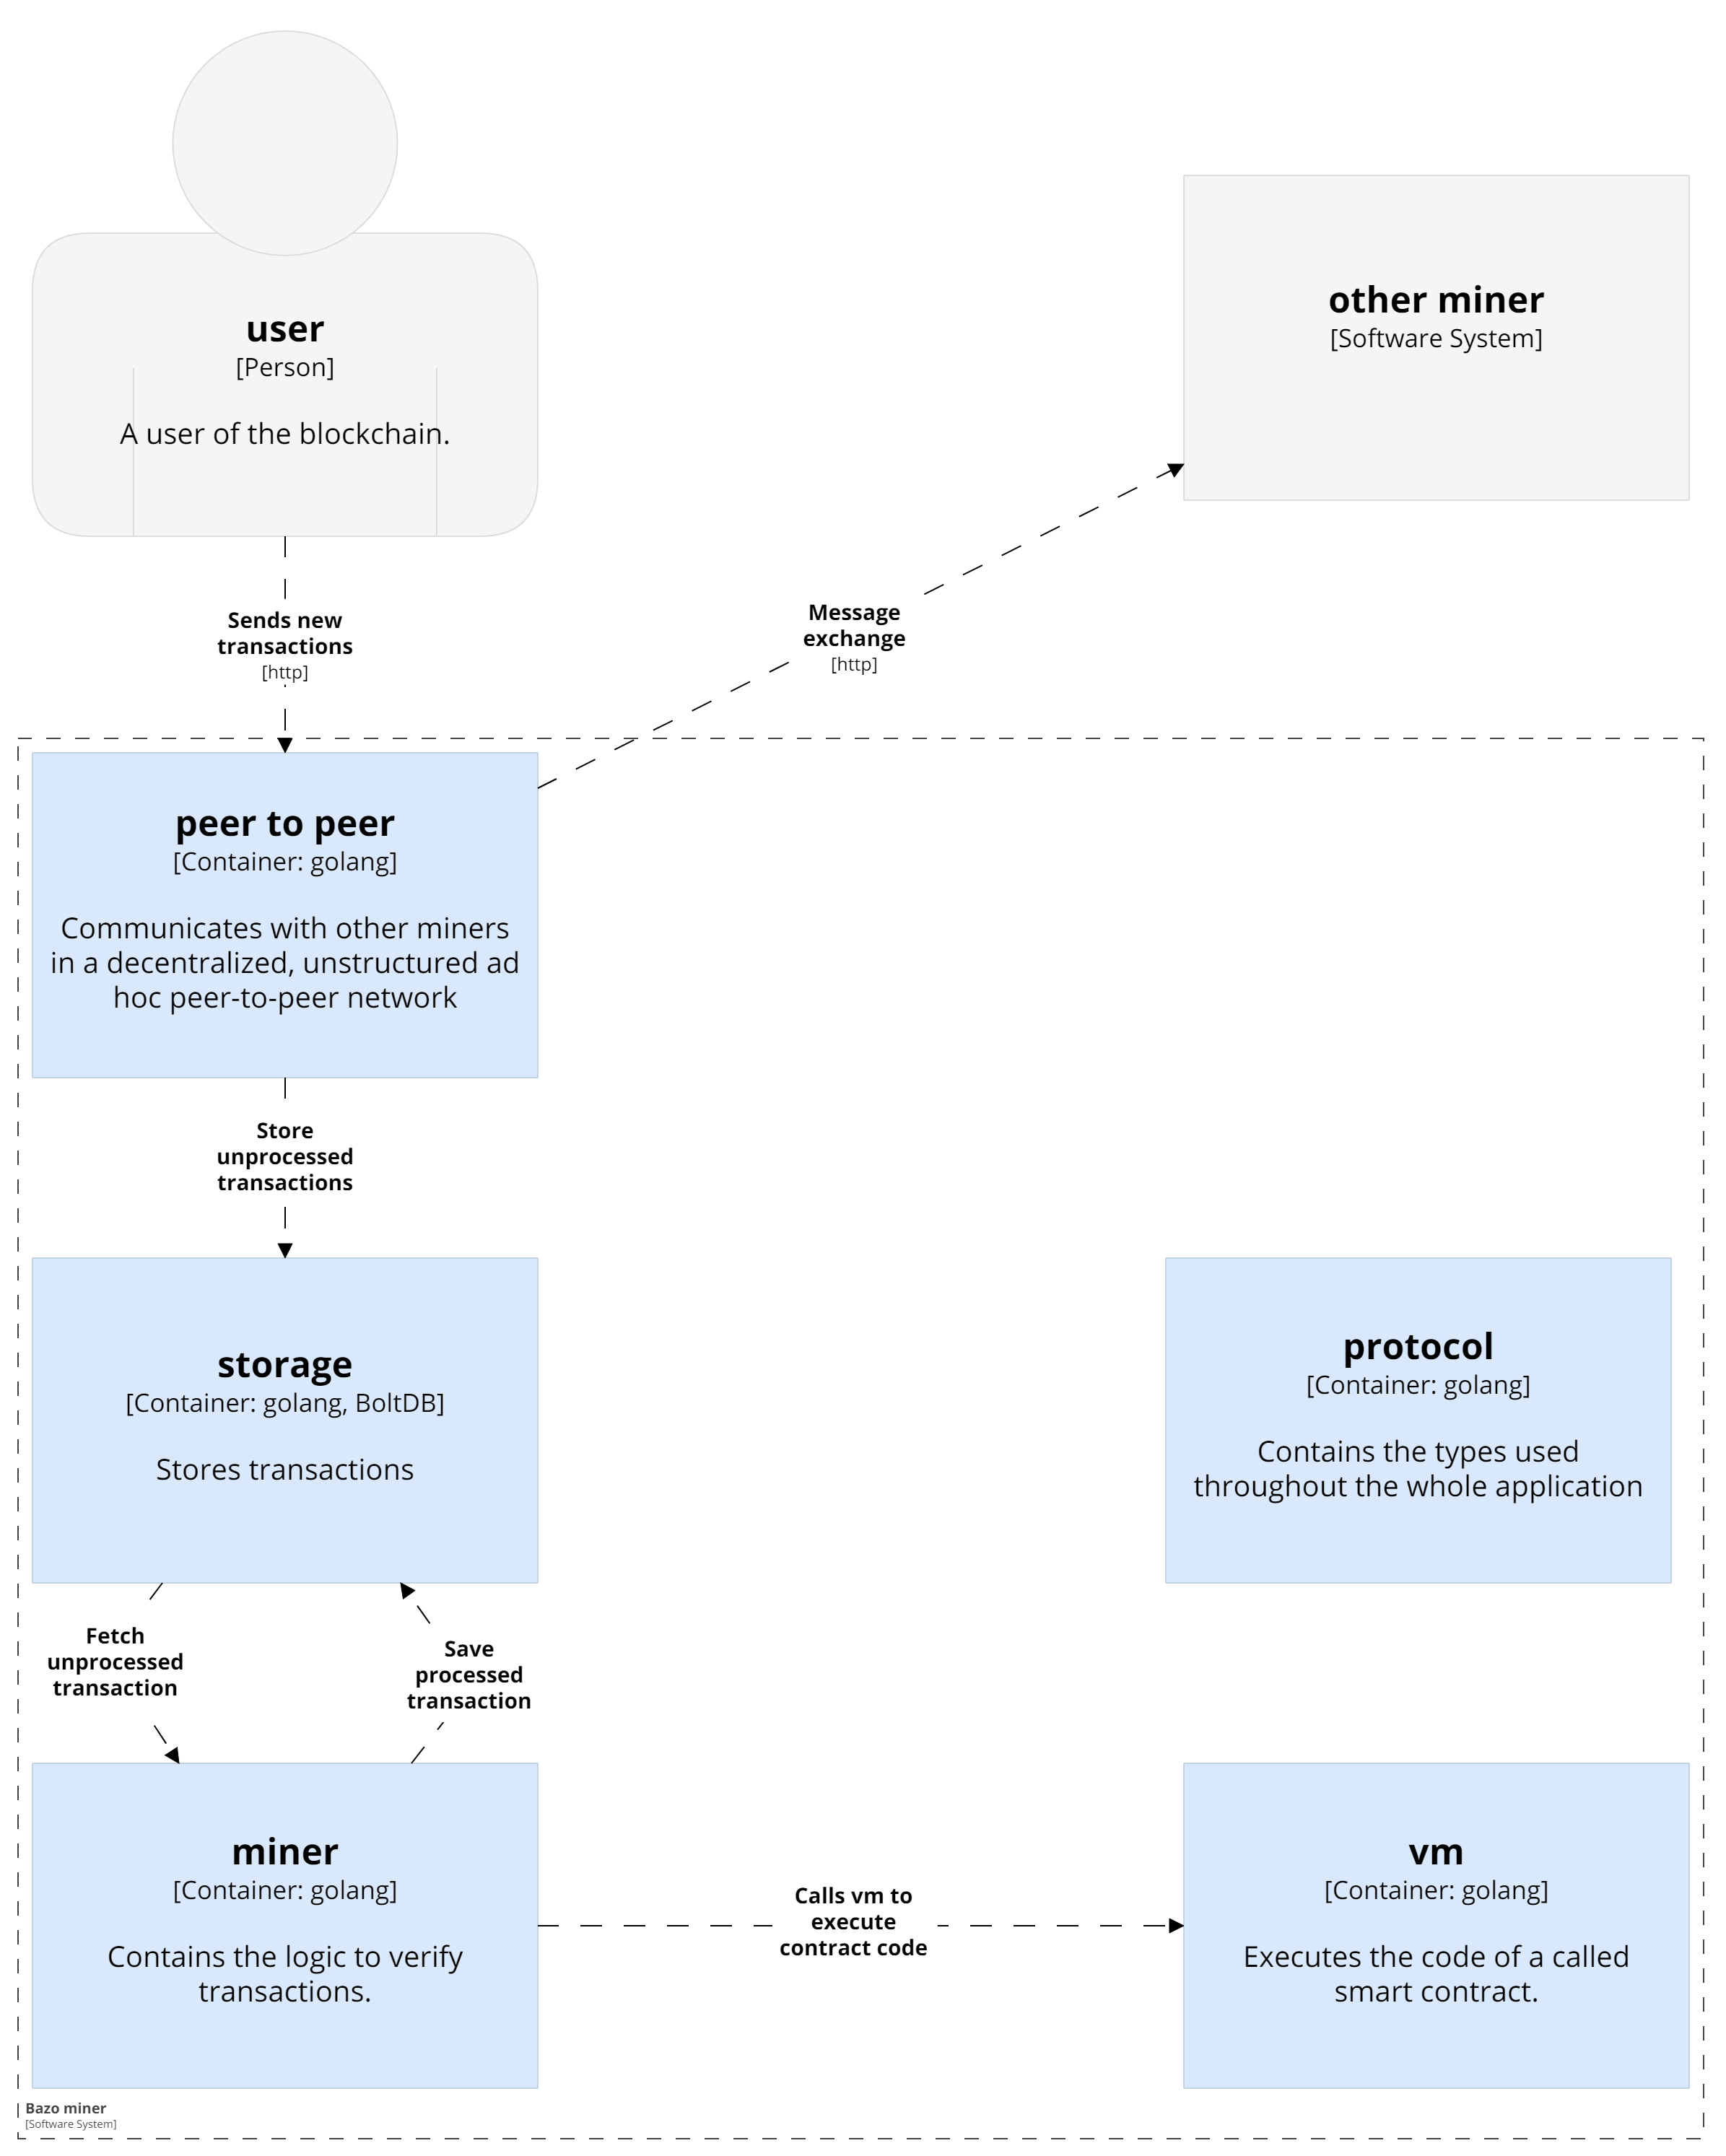 user
[Person]
A user of the blockchain.
other miner
[Software System]
Sends new
transactions
[http]
Message
exchange
[http]
peer to peer
[Container: golang]
Communicates with other miners
in a decentralized, unstructured ad
hoc peer-to-peer network
Store
unprocessed
transactions
storage
[Container: golang, BoltDB]
Stores transactions
protocol
[Container: golang]
Contains the types used
throughout the whole application
Fetch
unprocessed
transaction
Save
processed
transaction
miner
[Container: golang]
Contains the logic to verify
transactions.
Calls vm to
execute
contract code
vm
[Container: golang]
Executes the code of a called
smart contract.
Bazo miner
[Software System]